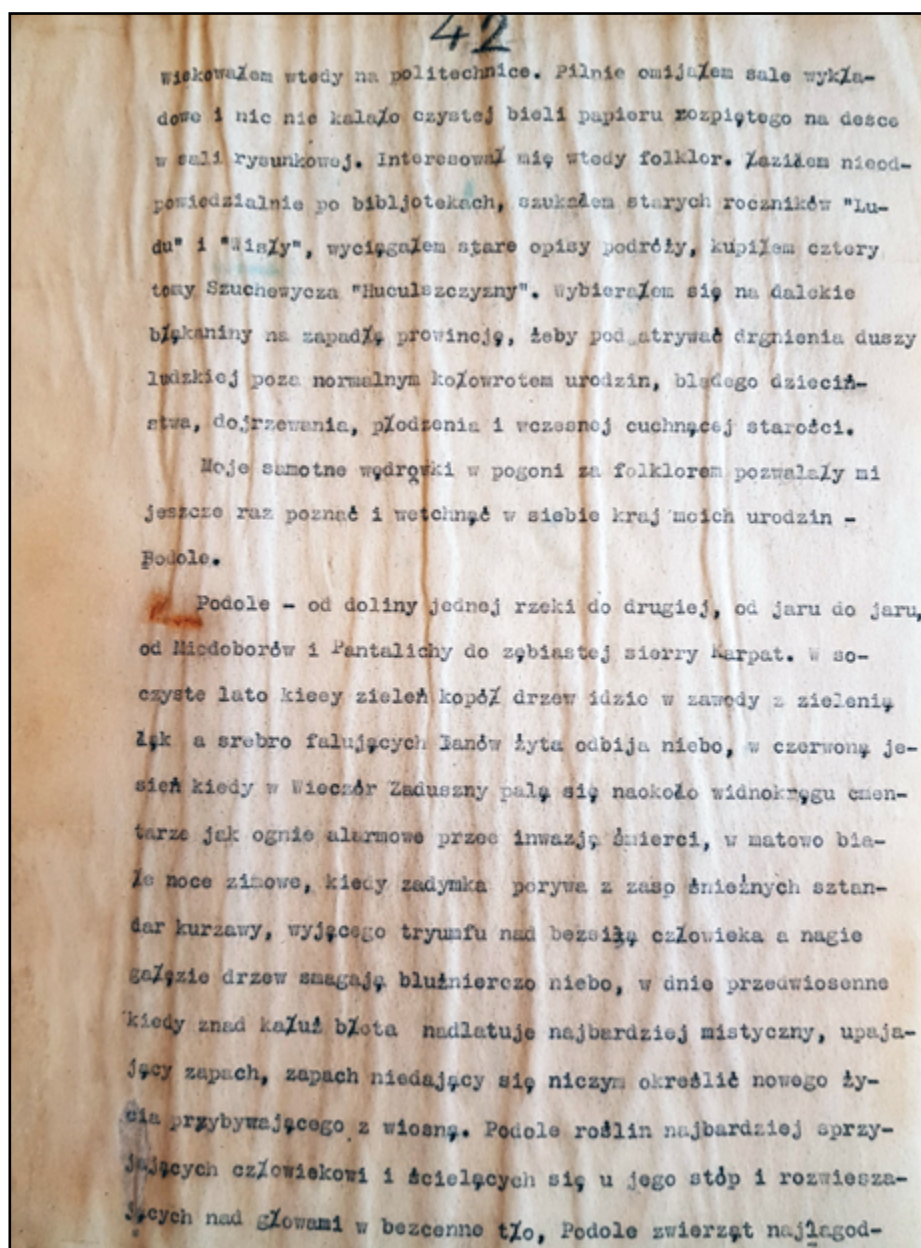 42
wiekowałem wtedy na politechnice. Pilnie omijałem sale wykła-
dowe i nic nie kalało czystej bieli papieru rozpiętego na desce
w sali rysunkowej. Interesował mię wtedy folklor. Łaziłem nieod-
powiedzialnie po bibljotekach, szukałem starych roczników "Lu-
du" i "Wisły", wyciągałem stare opisy podróży, kupiłem cztery
tomy Szuchewycza "Huculszczyzny". Wybierałem się na dalekie
błąkaniny na zapadłą prowincję, żeby pod atrywać drgnienia duszy
ludzkiej poza normalnym kołowrotem urodzin, bladego dzieciń-
stwa, dojrzewania, płodzenia i wczesnej cuchnącej starości.
Moje samotne wędrowki w pogoni za folklorem pozwalały mi
jeszcze raz poznać i wetchnąć w siebie kraj moich urodzin -
Podole.
Podole - od doliny jednej rzeki do drugiej, od jaru do jaru,
od Miodoborów i Pantalichy do zębiastej sierry Karpat. W so-
czyste lato kiecy zieleń kopół drzew idzie w zawody z zielenią
łąk a srebro falujących łanów żyta odbija niebo, w czerwoną je-
sień kiedy w Wieczór Zaduszny palą się naokoło widnokręgu cmen-
tarze jak ognie alarmowe przec inwazją śmierci, w matowo bia-
łe noce zimowe, kiedy zadymka porywa z zasp śnieżnych sztan-
dar kurzawy, wyjącego tryumfu nad bezsiłą człowieka a nagie
gałęzie drzew smagają bluźnierczo niebo, w dnie przedwiosenne
kiedy znad kałuż błota nadlatuje najbardziej mistyczny, upaja-
jący zapach, zapach niedający się niczym określić nowego ży-
cia przybywającego z wiosną. Podole roślin najbardziej sprzy-
jających człowiekowi i ścielących się u jego stóp i rozwiesza-
jących nad głowami w bezcenne tło, Podole zwierząt najłagod-